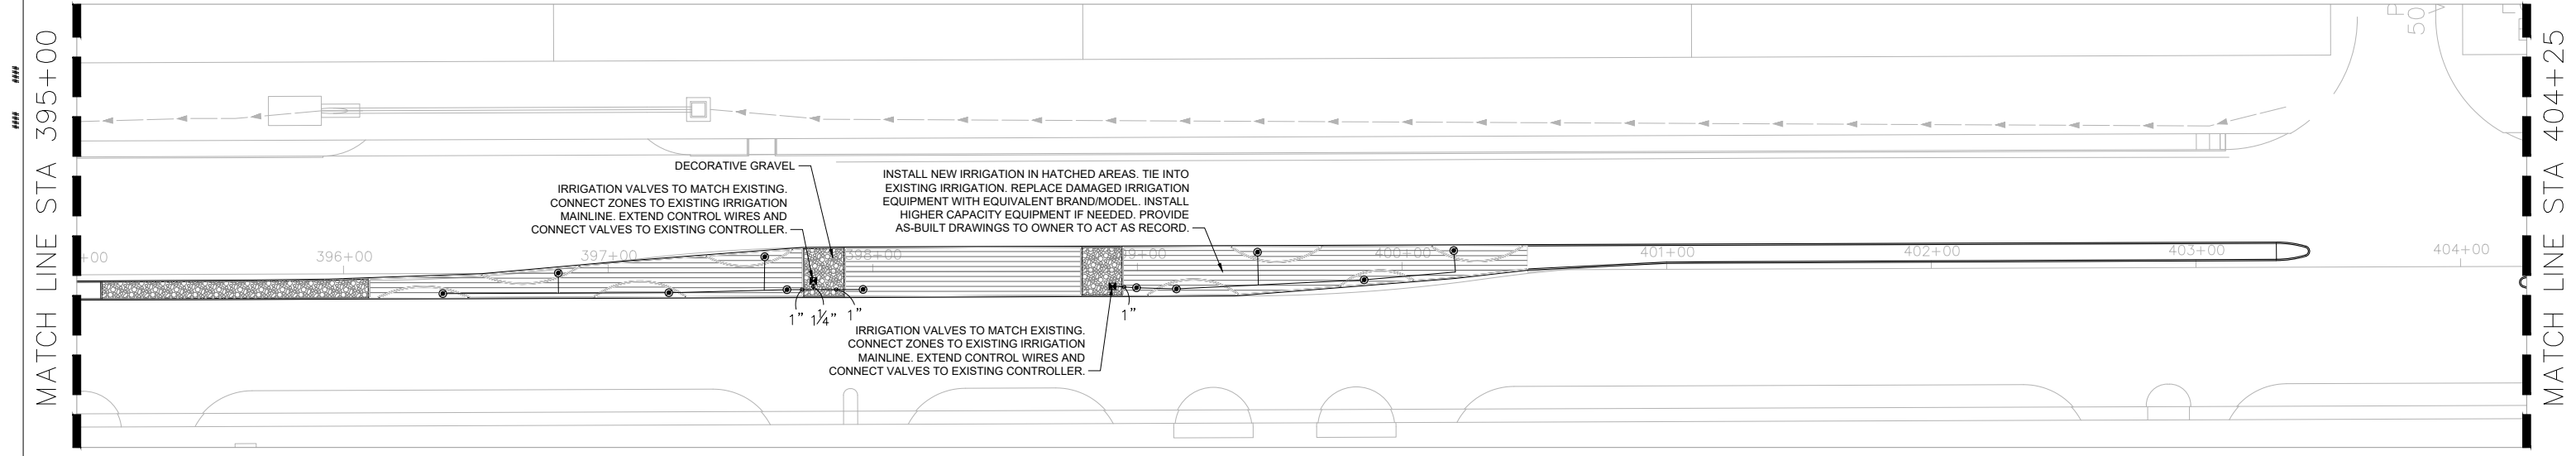 MATCH LINE STA 395+00
####
####
DECORATIVE GRAVEL
IRRIGATION VALVES TO MATCH EXISTING.
CONNECT ZONES TO EXISTING IRRIGATION
MAINLINE. EXTEND CONTROL WIRES AND
CONNECT VALVES TO EXISTING CONTROLLER.
INSTALL NEW IRRIGATION IN HATCHED AREAS. TIE INTO
EXISTING IRRIGATION. REPLACE DAMAGED IRRIGATION
EQUIPMENT WITH EQUIVALENT BRAND/MODEL. INSTALL
HIGHER CAPACITY EQUIPMENT IF NEEDED. PROVIDE
AS-BUILT DRAWINGS TO OWNER TO ACT AS RECORD.
+00
396+00
397+00
398+00
9+00
400+00
401+00
402+00
403+00
404+00
1"
1¼"
1"
1"
IRRIGATION VALVES TO MATCH EXISTING.
CONNECT ZONES TO EXISTING IRRIGATION
MAINLINE. EXTEND CONTROL WIRES AND
CONNECT VALVES TO EXISTING CONTROLLER.
50
MATCH LINE STA 404+25